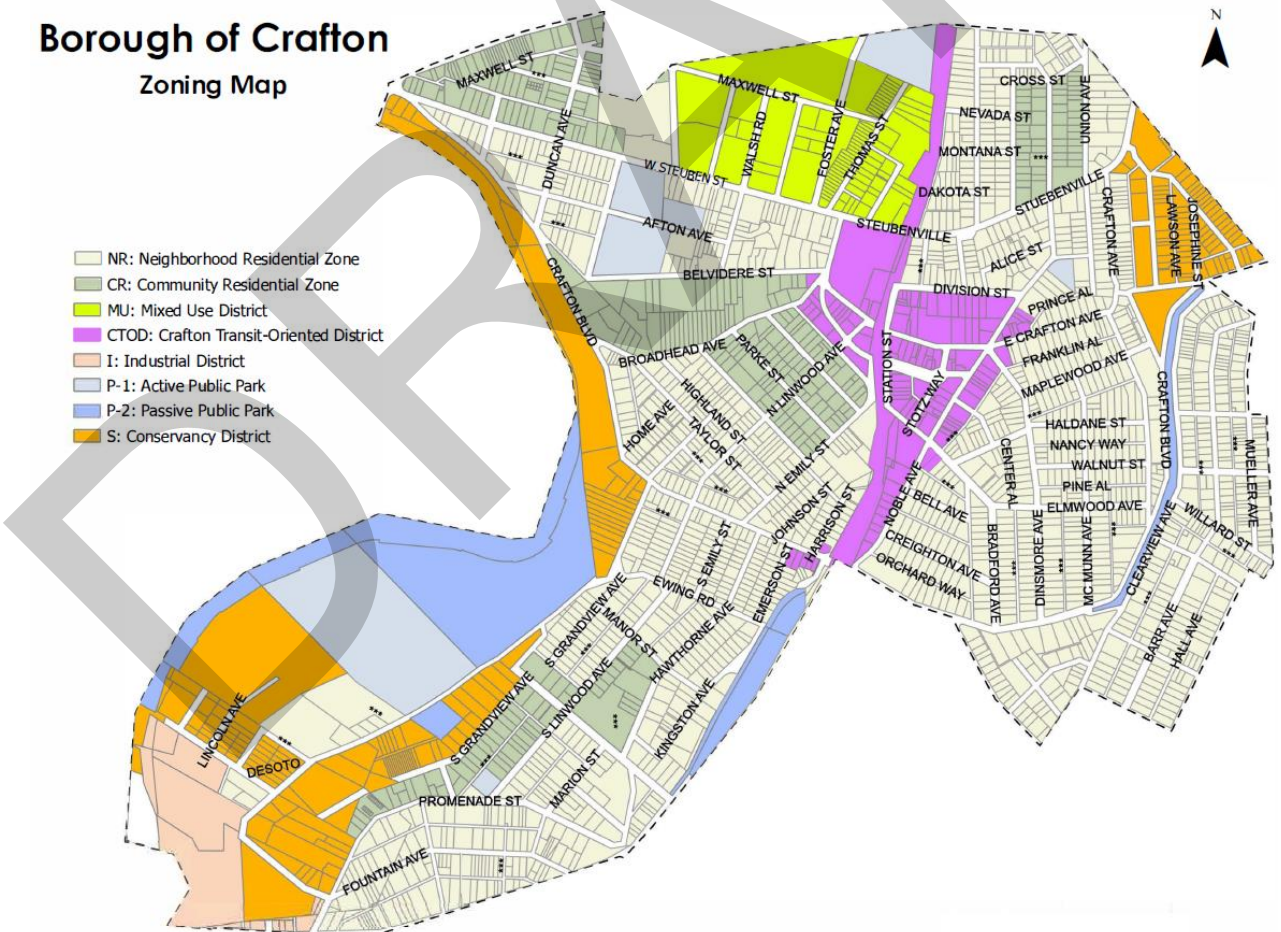 Borough of Crafton
Zoning Map
N
NR: Neighborhood Residential Zone
CR: Community Residential Zone
MU: Mixed Use District
CTOD: Crafton Transit-Oriented District
I: Industrial District
P-1: Active Public Park
P-2: Passive Public Park
S: Conservancy District
DRA
MAXWELL ST
***
DUNCAN AVE
***
***
MAXWELL ST
WALSH RD
FOSTER AVE
THOMAS ST
W STEUBEN ST
AFTON AVE
STEUBENVILLE
BELVIDERE ST
CROSS ST
UNION AVE
NEVADA ST
MONTANA ST
***
DAKOTA ST
STUEBENVILLE
***
ALICE ST
CRAFTON AVE
LAWSON AVE
JOSEPHINE ST
DIVISION ST
PRINCE AL
E CRAFTON AVE
FRANKLIN AL
MAPLEWOOD AVE
CRAFTON BLVD
BROADHEAD AVE
PARKE ST
N LINWOOD AVE
STATION ST
STOTZ WAY
HIGHLAND ST
HOME AVE
TAYLOR ST
***
***
N EMILY ST
***
JOHNSON ST
HARRISON ST
NOBLE AVE
***
***
***
HALDANE ST
NANCY WAY
WALNUT ST
PINE AL
ELMWOOD AVE
CENTER AL
CRAFTON BLVD
***
***
MUELLER AVE
WILLARD ST
***
BELL AVE
CREIGHTON AVE
ORCHARD WAY
BRADFORD AVE
***
DINSMORE AVE
***
MC MUNN AVE
***
CLEARVIEW AVE
***
BARR AVE
HALL AVE
S EMILY ST
EWING RD
EMERSON ST
S GRANDVIEW AVE
***
MANOR ST
HAWTHORNE AVE
S LINWOOD AVE
***
KINGSTON AVE
S GRANDVIEW AVE
***
MARION ST
LINCOLN AVE
***
***
DESOTO
PROMENADE ST
FOUNTAIN AVE
***